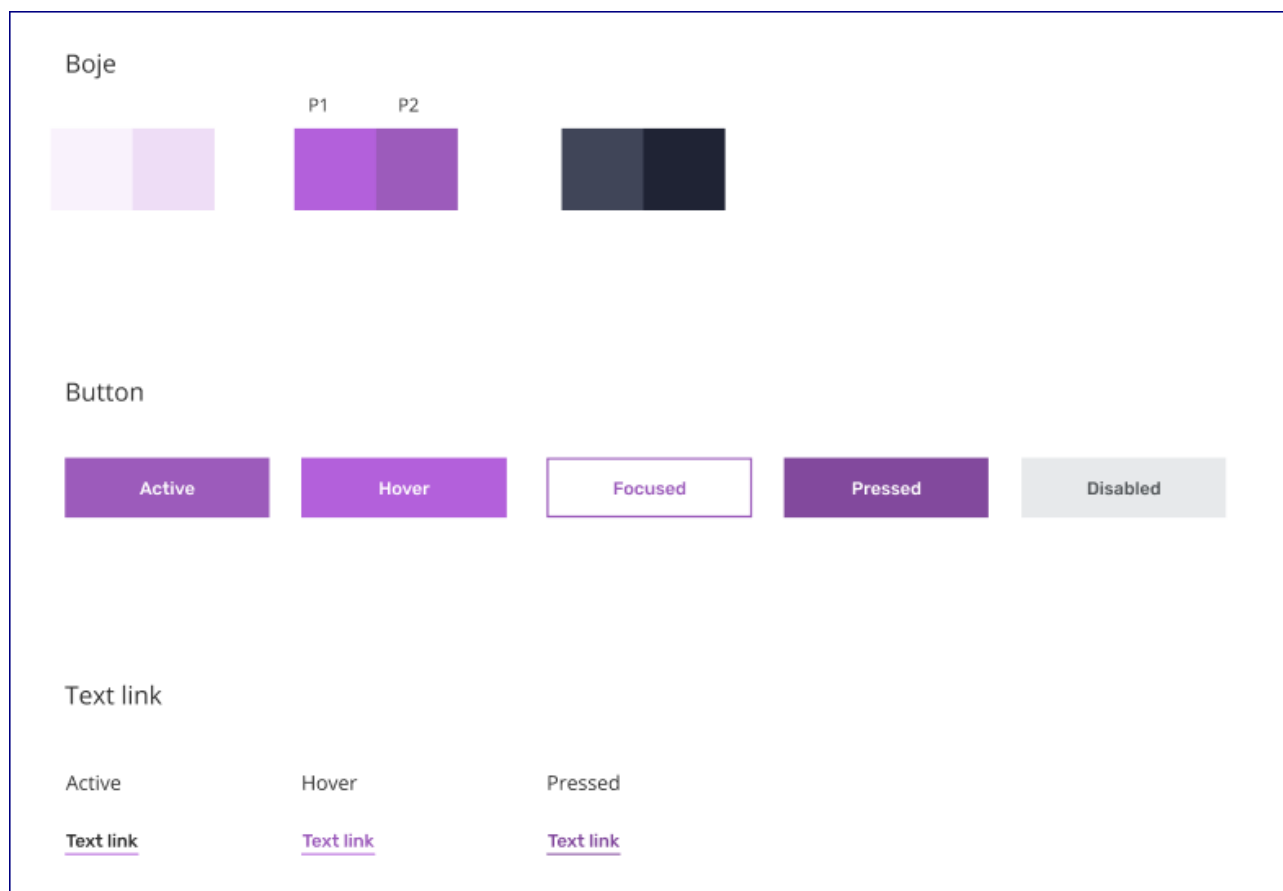 Boje
P1 P2
Button
Active Hover Focused Pressed Disabled
Text link
Active Hover Pressed
Text link Text link Text link